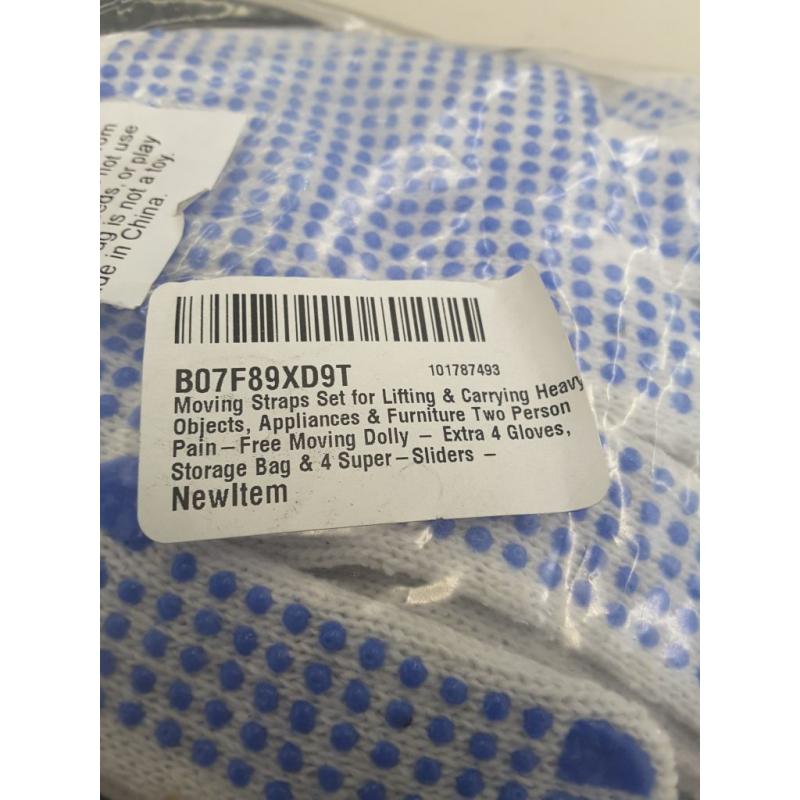 not use
or play
is not a toy.
in China.
B07F89XD9T 101787493
Moving Straps Set for Lifting & Carrying Heavy
Objects, Appliances & Furniture Two Person
Pain-Free Moving Dolly - Extra 4 Gloves,
Storage Bag & 4 Super-Sliders -
NewItem